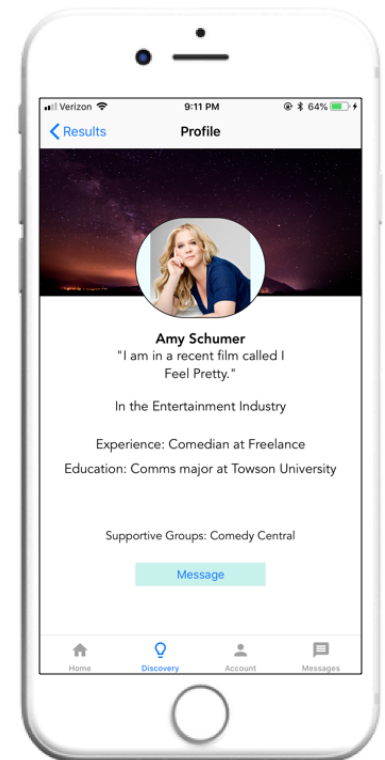 Verizon 9:11 PM 64%
Results Profile
Amy Schumer
"I am in a recent film called I
Feel Pretty."
In the Entertainment Industry
Experience: Comedian at Freelance
Education: Comms major at Towson University
Supportive Groups: Comedy Central
Message
Home Discovery Account Messages